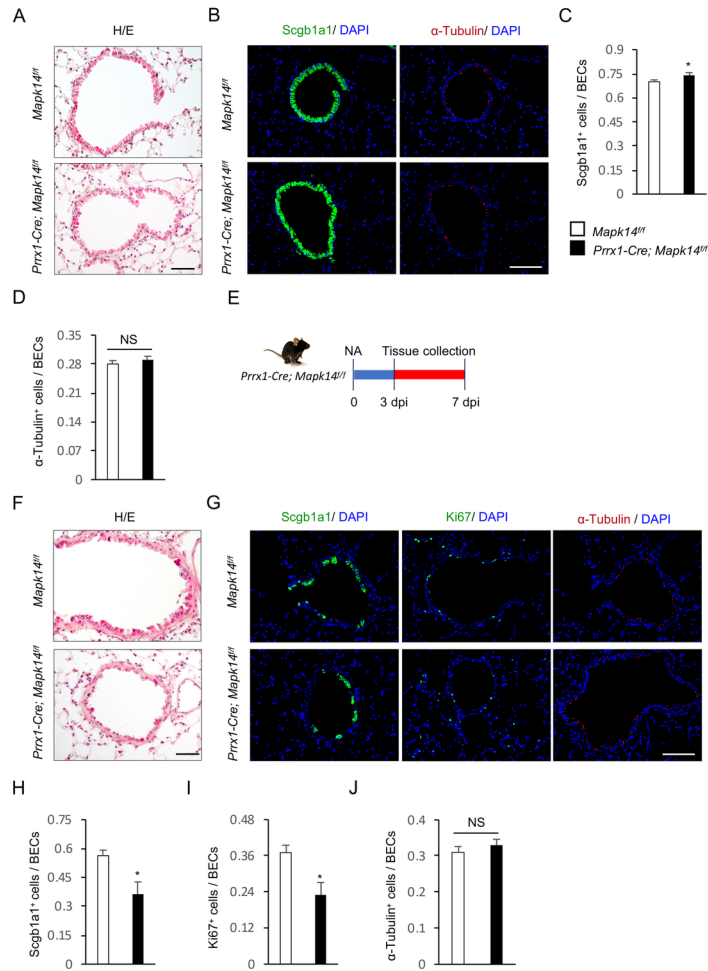 A
H/E
Mapk14f/f
Prrx1-Cre; Mapk14f/f
B
Scgb1a1/ DAPI
α-Tubulin/ DAPI
Mapk14f/f
Prrx1-Cre; Mapk14f/f
C
Scgb1a1+ cells / BECs
0.9
0.75
0.6
0.45
0.3
0.15
0
*
Mapk14f/f
Prrx1-Cre; Mapk14f/f
D
α-Tubulin+ cells / BECs
0.35
0.28
0.21
0.14
0.07
0
NS
E
Prrx1-Cre; Mapk14f/f
NA
Tissue collection
0
3 dpi
7 dpi
F
H/E
Mapk14f/f
Prrx1-Cre; Mapk14f/f
G
Scgb1a1/ DAPI
Ki67/ DAPI
α-Tubulin / DAPI
Mapk14f/f
Prrx1-Cre; Mapk14f/f
H
Scgb1a1+ cells / BECs
0.75
0.6
0.45
0.3
0.15
0
*
I
Ki67+ cells / BECs
0.48
0.36
0.24
0.12
0
*
J
α-Tubulin+ cells / BECs
0.4
0.3
0.2
0.1
0
NS